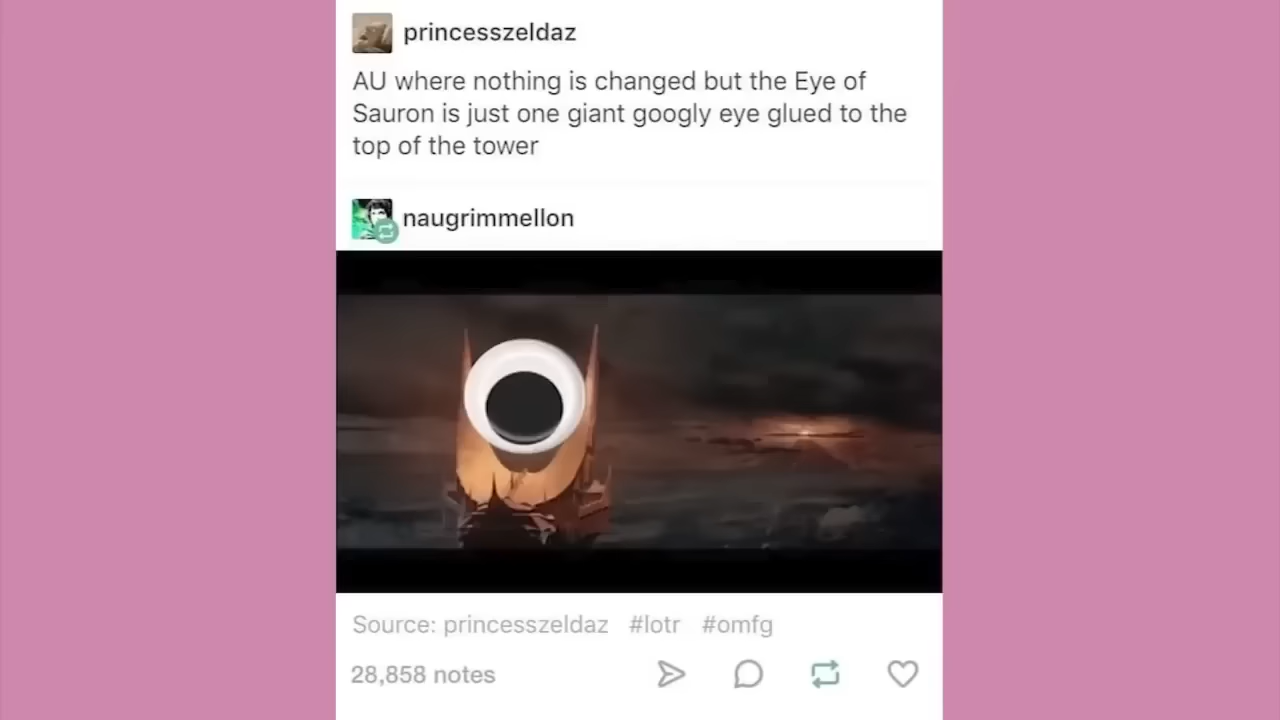 princesszeldaz
AU where nothing is changed but the Eye of
Sauron is just one giant googly eye glued to the
top of the tower
naugrimmellon
Source: princesszeldaz #lotr #omfg
28,858 notes